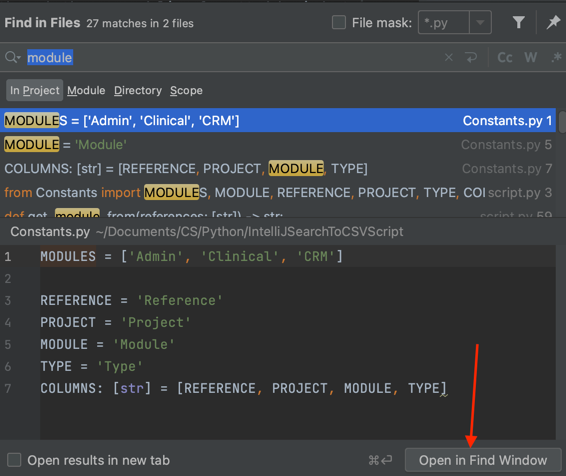 Find in Files 27 matches in 2 files File mask: *.py
module Cc W .*
In Project Module Directory Scope
MODULES = ['Admin', 'Clinical', 'CRM'] Constants.py 1
MODULE = 'Module' Constants.py 5
COLUMNS: [str] = [REFERENCE, PROJECT, MODULE, TYPE] Constants.py 7
from Constants import MODULES, MODULE, REFERENCE, PROJECT, TYPE, COI script.py 3
def get_module_from(references: [str]) -> str: script.py 59
Constants.py ~/Documents/CS/Python/IntelliJSearchToCSVScript
1 MODULES = ['Admin', 'Clinical', 'CRM']
2
3 REFERENCE = 'Reference'
4 PROJECT = 'Project'
5 MODULE = 'Module'
6 TYPE = 'Type'
7 COLUMNS: [str] = [REFERENCE, PROJECT, MODULE, TYPE]
Open results in new tab ⌘↩ Open in Find Window